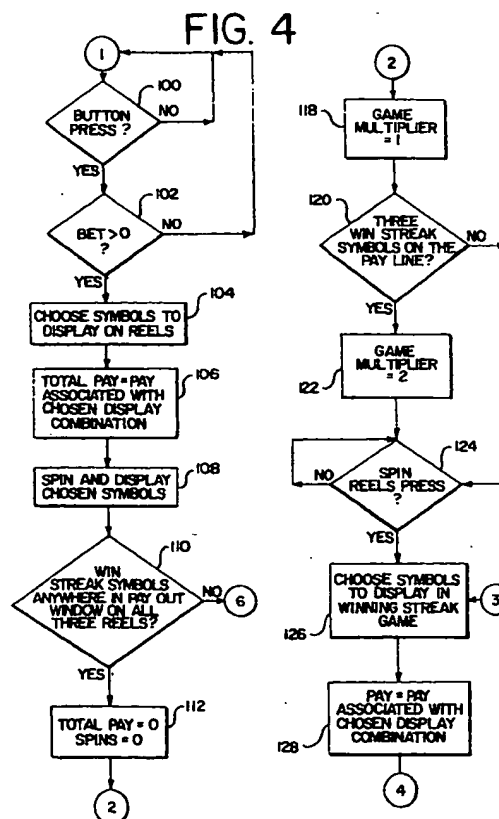 FIG. 4
1
100
BUTTON
PRESS ?
NO
YES
102
BET>0
?
NO
YES
104
CHOOSE SYMBOLS TO
DISPLAY ON REELS
106
TOTAL PAY = PAY
ASSOCIATED WITH
CHOSEN DISPLAY
COMBINATION
108
SPIN AND DISPLAY
CHOSEN SYMBOLS
110
WIN
STREAK SYMBOLS
ANYWHERE IN PAY OUT
WINDOW ON ALL
THREE REELS?
NO
6
YES
112
TOTAL PAY = 0
SPINS = 0
2
2
118
GAME
MULTIPLIER
= 1
120
THREE
WIN STREAK
SYMBOLS ON THE
PAY LINE?
NO
YES
GAME
MULTIPLIER
= 2
122
124
SPIN
REELS PRESS
?
NO
YES
CHOOSE SYMBOLS
TO DISPLAY IN
WINNING STREAK
GAME
126
3
PAY = PAY
ASSOCIATED WITH
CHOSEN DISPLAY
COMBINATION
128
4